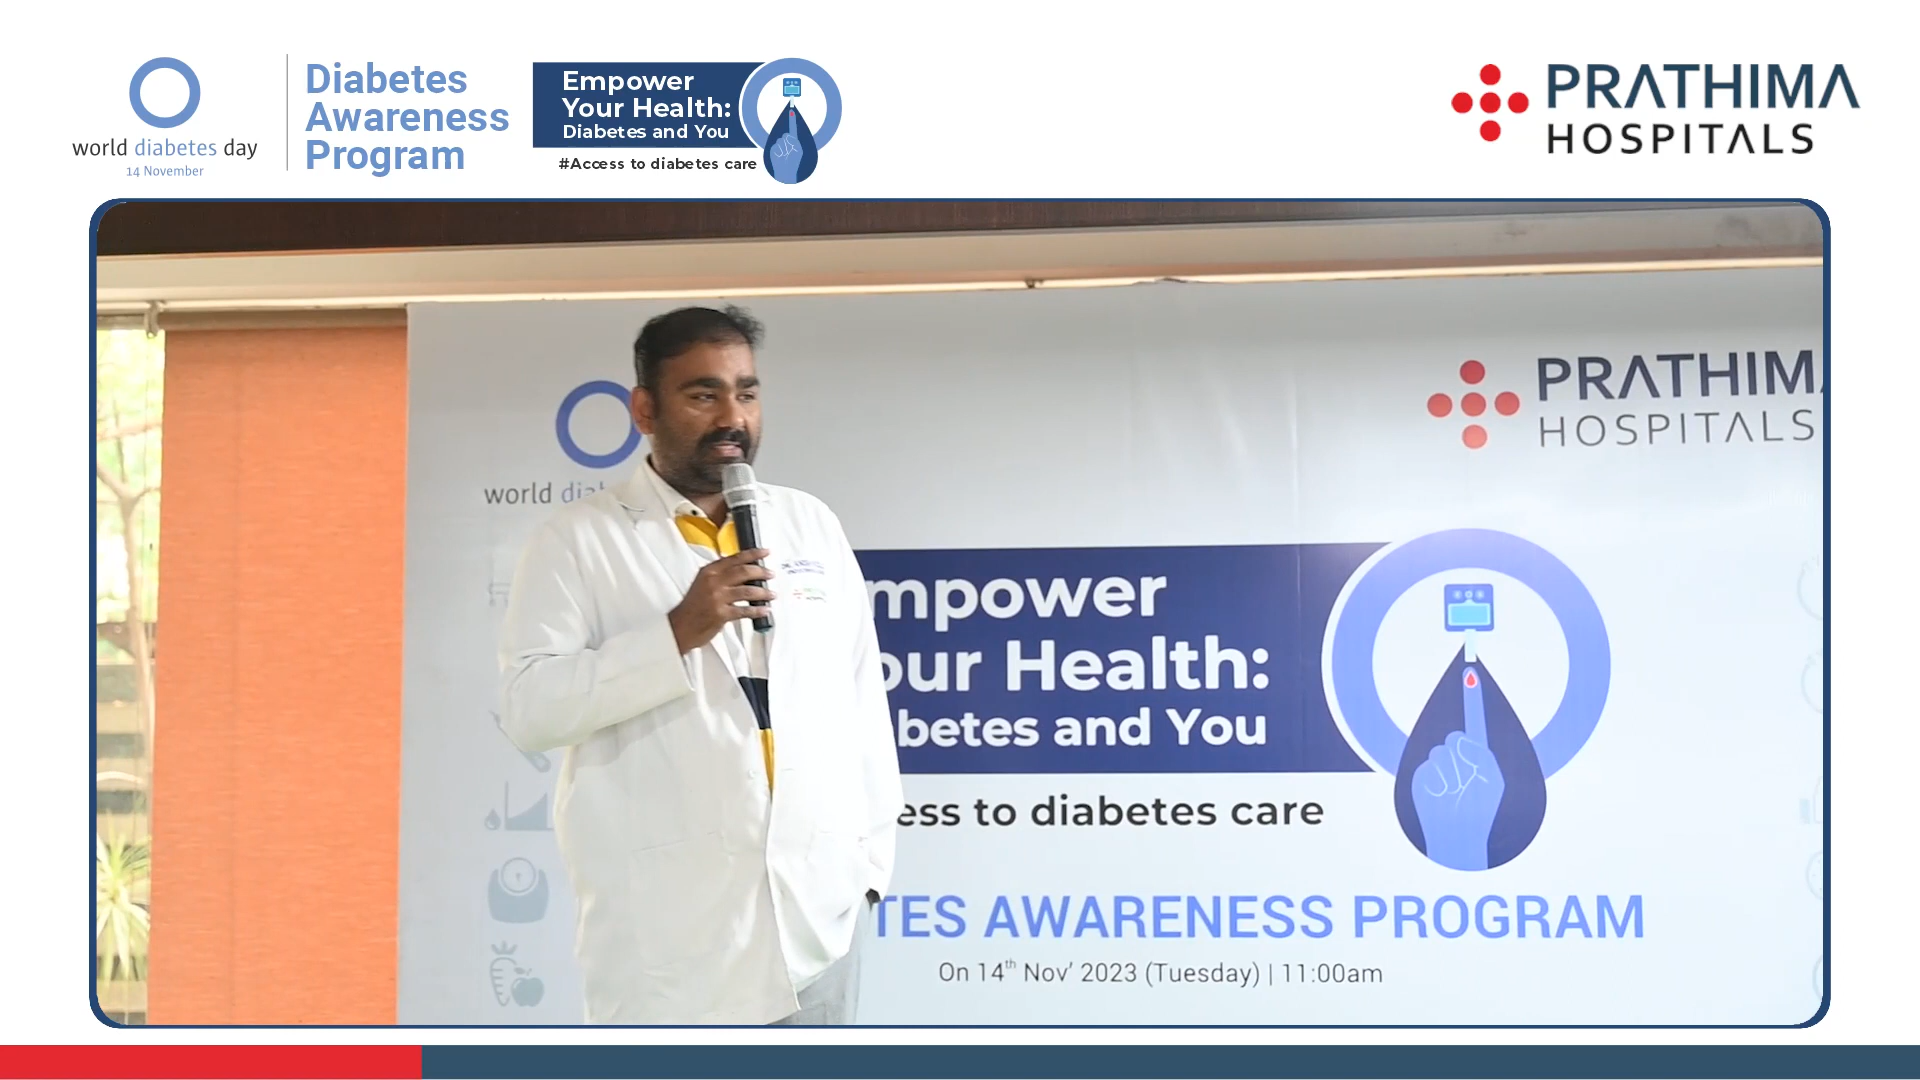 world diabetes day
14 November
Diabetes
Awareness
Program
Empower
Your Health:
Diabetes and You
#Access to diabetes care
PRATHIMA
HOSPITALS
world
PRATHIMA
HOSPITALS
mpower
our Health:
betes and You
ess to diabetes care
TES AWARENESS PROGRAM
On 14th Nov' 2023 (Tuesday) | 11:00am